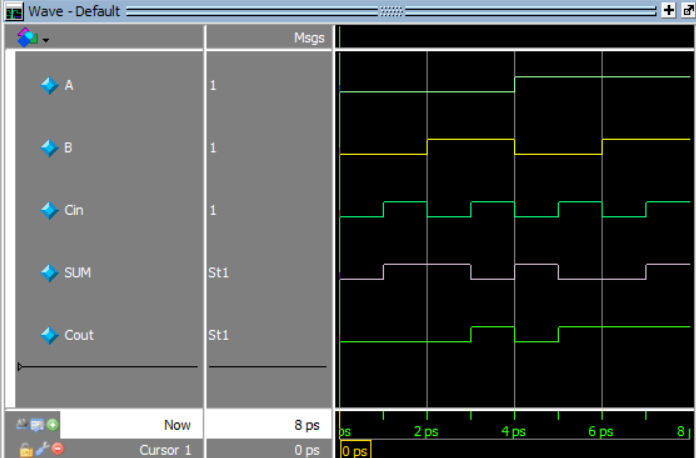 Wave - Default
Msgs
A 1
B 1
Cin 1
SUM St1
Cout St1
Now 8 ps
ps 2 ps 4 ps 6 ps 8
Cursor 1 0 ps 0 ps